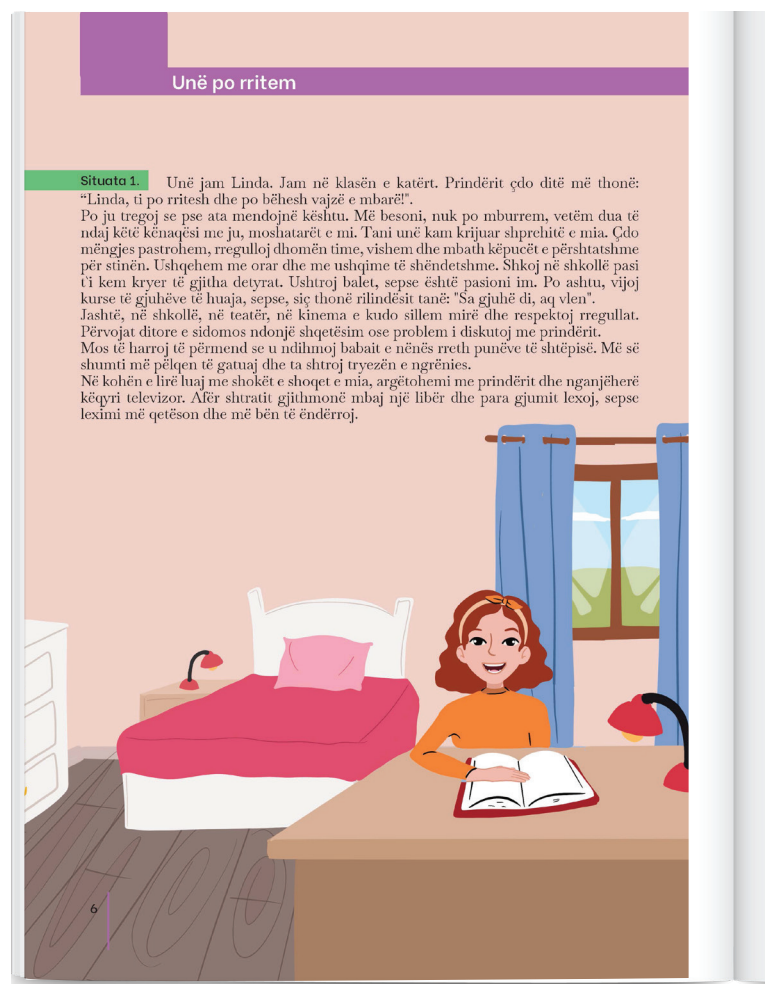 Unë po rritem
Situata 1. Unë jam Linda. Jam në klasën e katërt. Prindërit çdo ditë më thonë:
“Linda, ti po rritesh dhe po bëhesh vajzë e mbarë!".
Po ju tregoj se pse ata mendojnë kështu. Më besoni, nuk po mburrem, vetëm dua të
ndaj këtë kënaqësi me ju, moshatarët e mi. Tani unë kam krijuar shprehitë e mia. Çdo
mëngjes pastrohem, rregulloj dhomën time, vishem dhe mbath këpucët e përshtatshme
për stinën. Ushqehem me orar dhe me ushqime të shëndetshme. Shkoj në shkollë pasi
t`i kem kryer të gjitha detyrat. Ushtroj balet, sepse është pasioni im. Po ashtu, vijoj
kurse të gjuhëve të huaja, sepse, siç thonë rilindësit tanë: "Sa gjuhë di, aq vlen".
Jashtë, në shkollë, në teatër, në kinema e kudo sillem mirë dhe respektoj rregullat.
Përvojat ditore e sidomos ndonjë shqetësim ose problem i diskutoj me prindërit.
Mos të harroj të përmend se u ndihmoj babait e nënës rreth punëve të shtëpisë. Më së
shumti më pëlqen të gatuaj dhe ta shtroj tryezën e ngrënies.
Në kohën e lirë luaj me shokët e shoqet e mia, argëtohemi me prindërit dhe nganjëherë
këqyri televizor. Afër shtratit gjithmonë mbaj një libër dhe para gjumit lexoj, sepse
leximi më qetëson dhe më bën të ëndërroj.
6